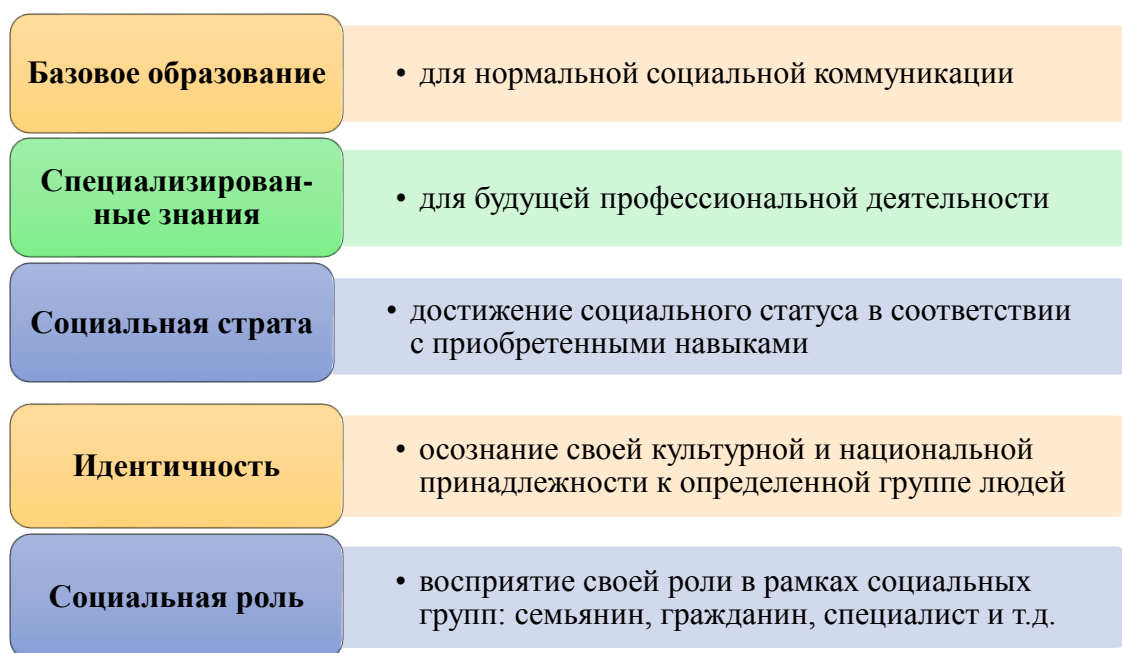 Базовое образование
• для нормальной социальной коммуникации
Специализирован-
ные знания
• для будущей профессиональной деятельности
Социальная страта
• достижение социального статуса в соответствии
с приобретенными навыками
Идентичность
• осознание своей культурной и национальной
принадлежности к определенной группе людей
Социальная роль
• восприятие своей роли в рамках социальных
групп: семьянин, гражданин, специалист и т.д.